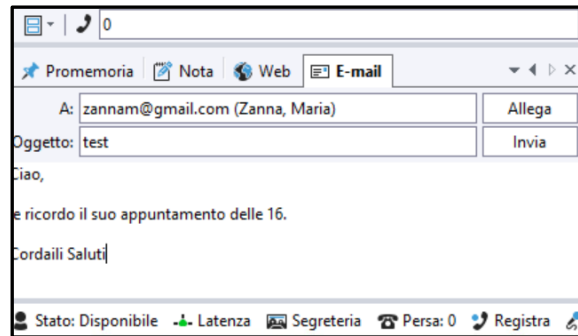 0
Promemoria Nota Web E-mail
A: zannam@gmail.com (Zanna, Maria) Allega
Oggetto: test Invia
Ciao,
e ricordo il suo appuntamento delle 16.
Cordaili Saluti
Stato: Disponibile Latenza Segreteria Persa: 0 Registra